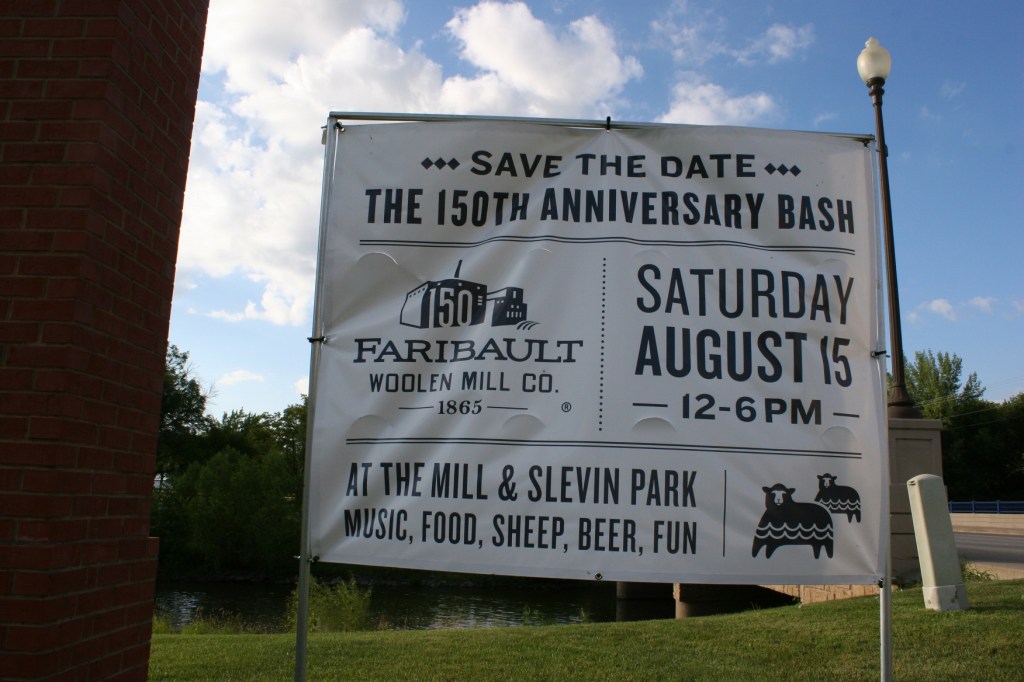 SAVE THE DATE
THE 150TH ANNIVERSARY BASH
150
FARIBAULT
WOOLEN MILL CO.
1865 ®
SATURDAY
AUGUST 15
12-6 PM
AT THE MILL & SLEVIN PARK
MUSIC, FOOD, SHEEP, BEER, FUN